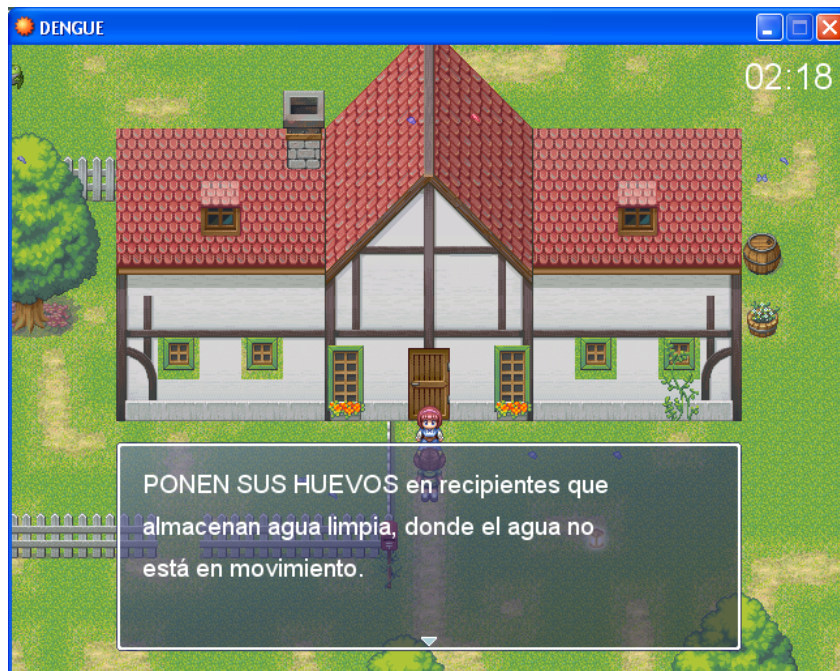 DENGUE
02:18
PONEN SUS HUEVOS en recipientes que
almacenan agua limpia, donde el agua no
está en movimiento.